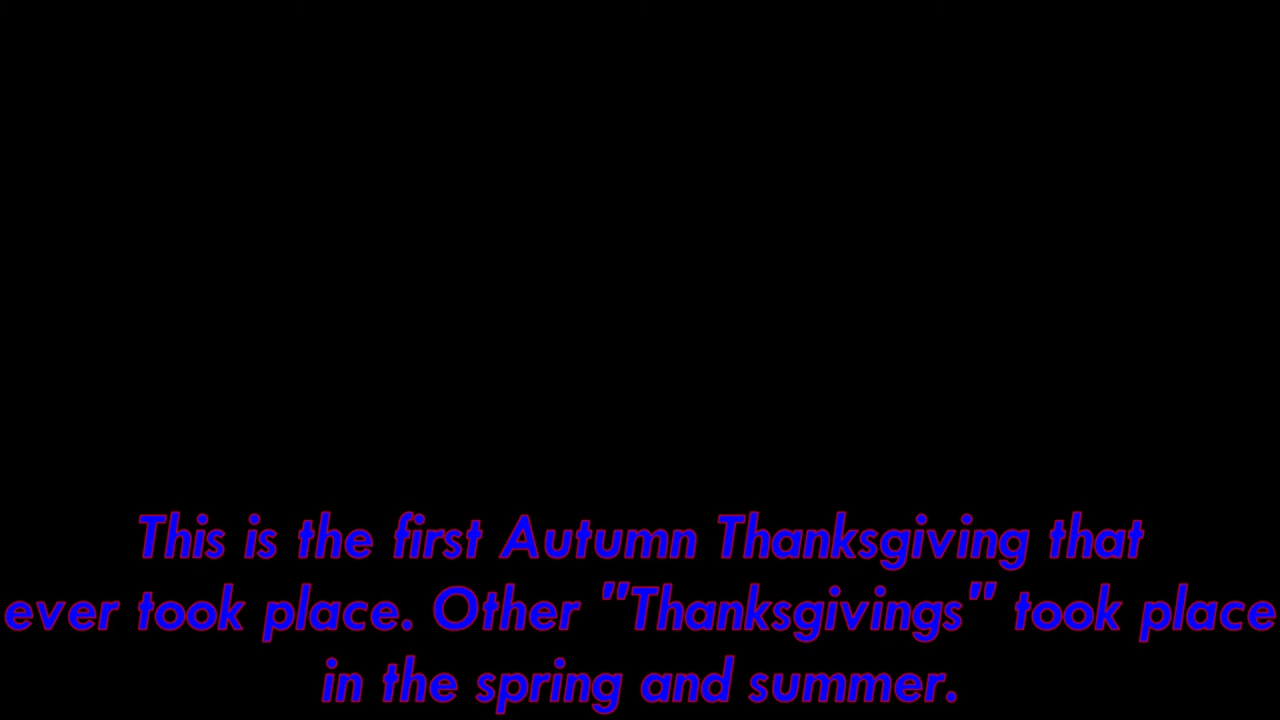 This is the first Autumn Thanksgiving that
ever took place. Other "Thanksgivings" took place
in the spring and summer.